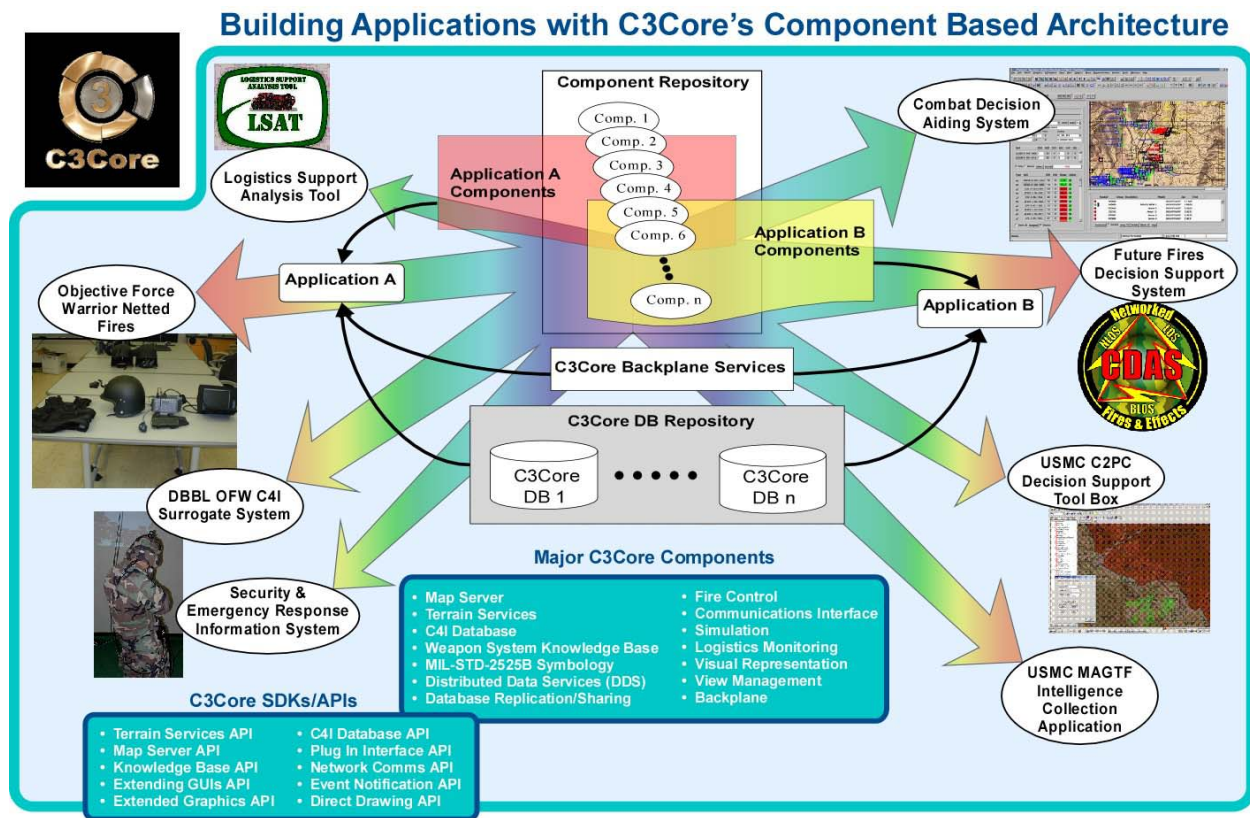 Building Applications with C3Core's Component Based Architecture
3
C3Core
LOGISTICS SUPPORT
ANALYSIS TOOL
LSAT
Logistics Support
Analysis Tool
Component Repository
Comp. 1
Comp. 2
Comp. 3
Comp. 4
Comp. 5
Comp. 6
Comp. n
Application A
Components
Application B
Components
Combat Decision
Aiding System
Application A
Application B
Future Fires
Decision Support
System
Objective Force
Warrior Netted
Fires
C3Core Backplane Services
Networked
NLOS
LOS
CDAS
BLOS
Fires & Effects
C3Core DB Repository
C3Core
DB 1
C3Core
DB n
DBBL OFW C4I
Surrogate System
USMC C2PC
Decision Support
Tool Box
Security &
Emergency Response
Information System
USMC MAGTF
Intelligence
Collection
Application
Major C3Core Components
• Map Server
• Terrain Services
• C4I Database
• Weapon System Knowledge Base
• MIL-STD-2525B Symbology
• Distributed Data Services (DDS)
• Database Replication/Sharing
• Fire Control
• Communications Interface
• Simulation
• Logistics Monitoring
• Visual Representation
• View Management
• Backplane
C3Core SDKs/APIs
• Terrain Services API
• Map Server API
• Knowledge Base API
• Extending GUIs API
• Extended Graphics API
• C4I Database API
• Plug In Interface API
• Network Comms API
• Event Notification API
• Direct Drawing API